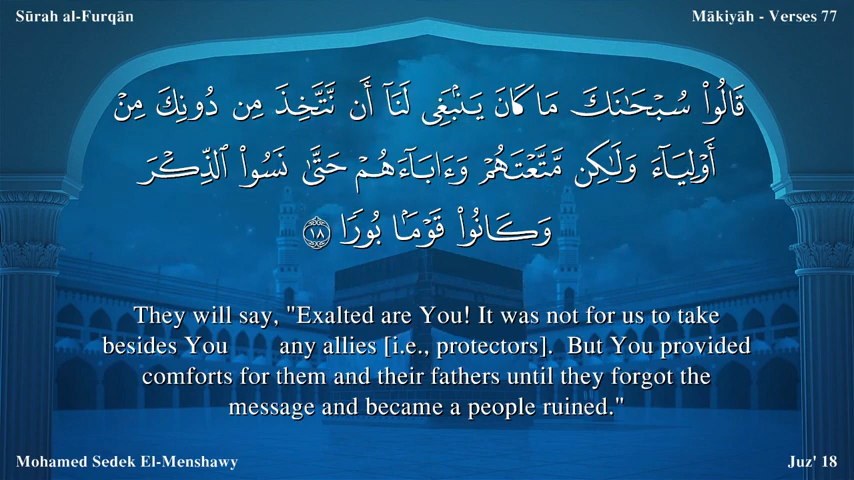 Sūrah al-Furqān
Mākiyāh - Verses 77
قَالُوا۟ سُبْحَـٰنَكَ مَا كَانَ يَنۢبَغِى لَنَآ أَن نَّتَّخِذَ مِن دُونِكَ مِنْ
أَوْلِيَآءَ وَلَـٰكِن مَّتَّعْتَهُمْ وَءَابَآءَهُمْ حَتَّىٰ نَسُوا۟ ٱلذِّكْرَ
وَكَانُوا۟ قَوْمًۢا بُورًا ١٨
They will say, "Exalted are You! It was not for us to take
besides You any allies [i.e., protectors]. But You provided
comforts for them and their fathers until they forgot the
message and became a people ruined."
Mohamed Sedek El-Menshawy
Juz' 18